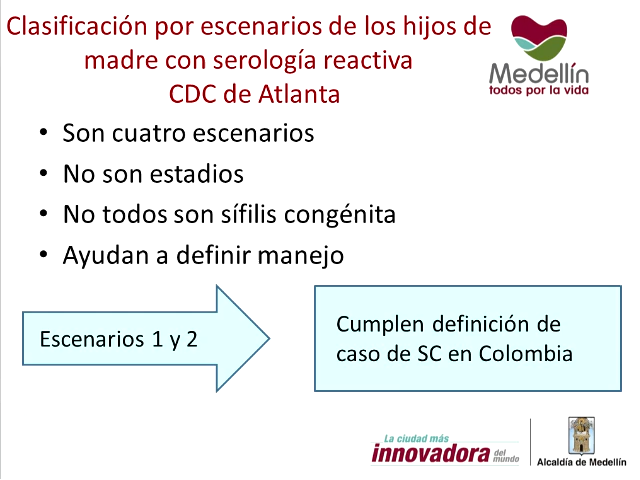 Clasificación por escenarios de los hijos de
madre con serología reactiva
CDC de Atlanta
Medellín
todos por la vida
• Son cuatro escenarios
• No son estadios
• No todos son sífilis congénita
• Ayudan a definir manejo
Escenarios 1 y 2
Cumplen definición de
caso de SC en Colombia
La ciudad más
innovadora del
mundo
Alcaldía de Medellín